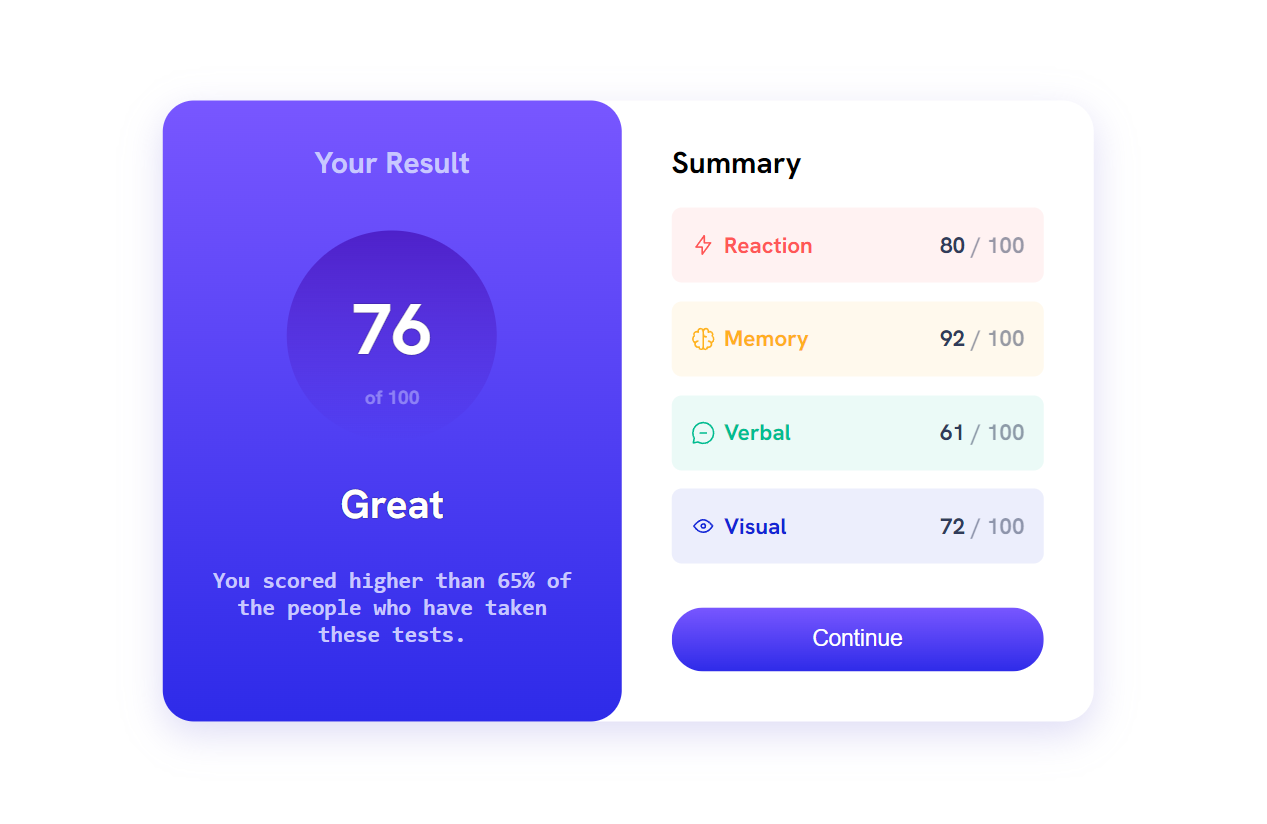 Your Result
76
of 100
Great
You scored higher than 65% of
the people who have taken
these tests.
Summary
Reaction 80 / 100
Memory 92 / 100
Verbal 61 / 100
Visual 72 / 100
Continue